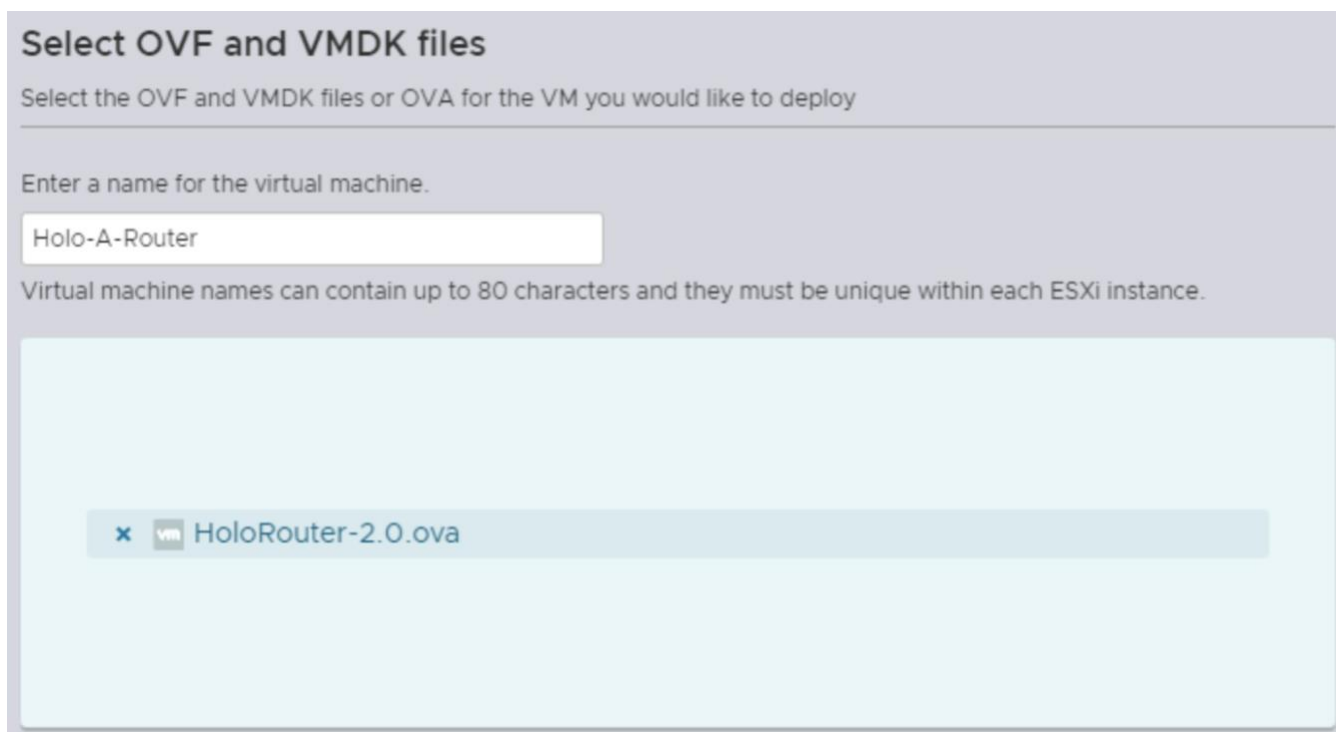 Select OVF and VMDK files
Select the OVF and VMDK files or OVA for the VM you would like to deploy
Enter a name for the virtual machine.
Holo-A-Router
Virtual machine names can contain up to 80 characters and they must be unique within each ESXi instance.
× vm HoloRouter-2.0.ova